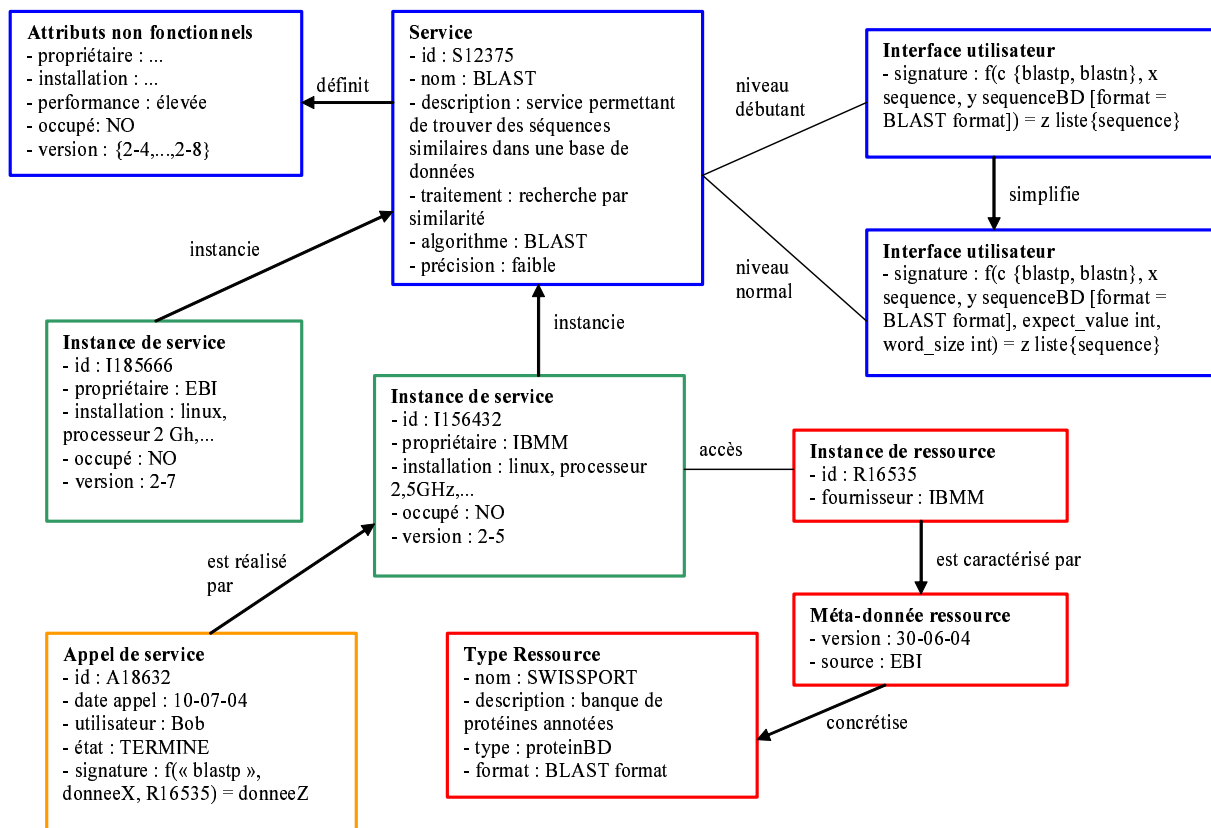 Attributs non fonctionnels
- propriétaire : ...
- installation : ...
- performance : élevée
- occupé: NO
- version : {2-4,...,2-8}
définit
Service
- id : S12375
- nom : BLAST
- description : service permettant
de trouver des séquences
similaires dans une base de
données
- traitement : recherche par
similarité
- algorithme : BLAST
- précision : faible
niveau
débutant
Interface utilisateur
- signature : f(c {blastp, blastn}, x
sequence, y sequenceBD [format =
BLAST format]) = z liste{sequence}
simplifie
niveau
normal
Interface utilisateur
- signature : f(c {blastp, blastn}, x
sequence, y sequenceBD [format =
BLAST format], expect_value int,
word_size int) = z liste{sequence}
instancie
instancie
Instance de service
- id : I185666
- propriétaire : EBI
- installation : linux,
processeur 2 Gh,...
- occupé : NO
- version : 2-7
Instance de service
- id : I156432
- propriétaire : IBMM
- installation : linux, processeur
2,5GHz,...
- occupé : NO
- version : 2-5
accès
Instance de ressource
- id : R16535
- fournisseur : IBMM
est réalisé
par
est caractérisé par
Méta-donnée ressource
- version : 30-06-04
- source : EBI
concrétise
Appel de service
- id : A18632
- date appel : 10-07-04
- utilisateur : Bob
- état : TERMINE
- signature : f(« blastp »,
donneeX, R16535) = donneeZ
Type Ressource
- nom : SWISSPORT
- description : banque de
protéines annotées
- type : proteinBD
- format : BLAST format